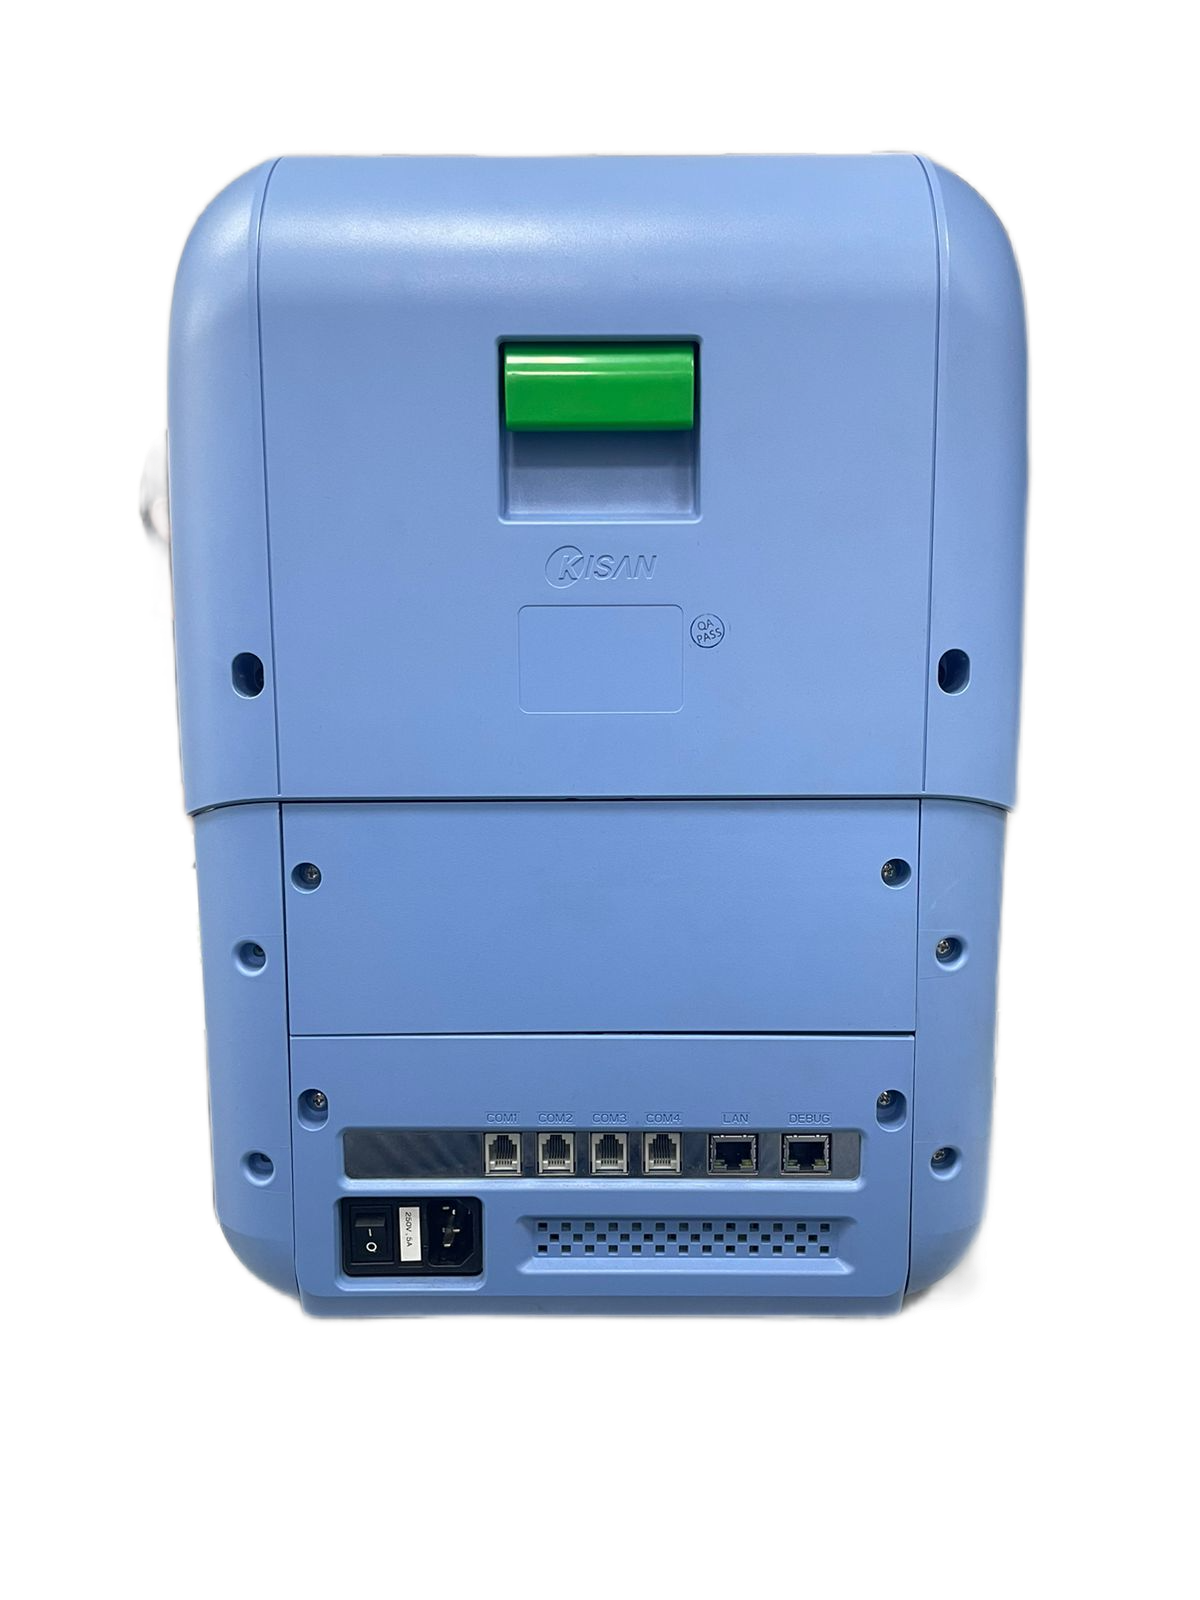 KISAN
QA
PASS
COM1 COM2 COM3 COM4 LAN DEBUG
250V, 5A
I
O